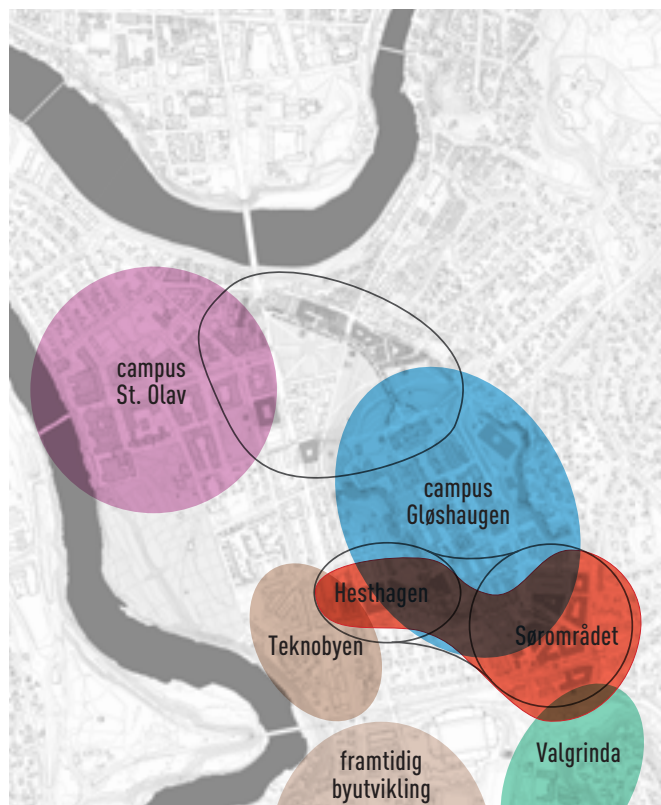 campus
St. Olav
campus
Gløshaugen
Hesthagen
Sørområdet
Teknobyen
Valgrinda
framtidig
byutvikling